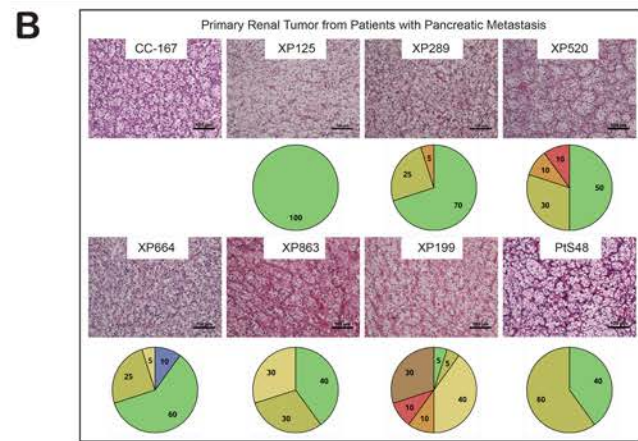 B
Primary Renal Tumor from Patients with Pancreatic Metastasis
CC-167 XP125 XP289 XP520
100
5 25 70
10 10 30 50
XP664 XP863 XP199 PtS48
5 10 25 60
30 40 30
30 5 5 10 10 40
40 60